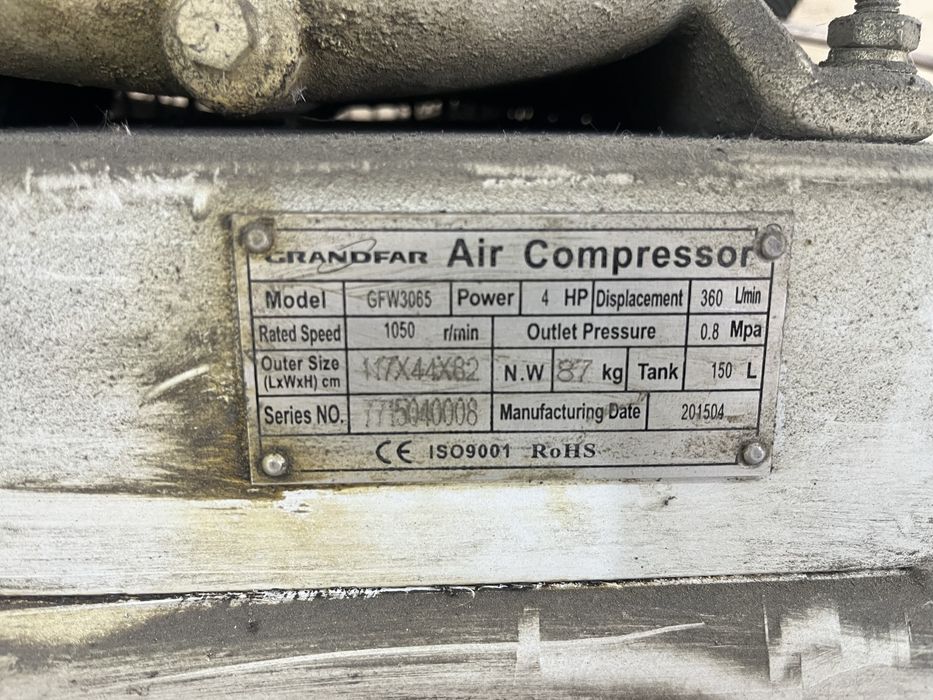 GRANDFAR Air Compressor
Model GFW3065 Power 4 HP Displacement 360 L/min
Rated Speed 1050 r/min Outlet Pressure 0.8 Mpa
Outer Size (LxWxH) cm 117X44X82 N.W 87 kg Tank 150 L
Series NO. 7715040008 Manufacturing Date 201504
CE ISO9001 RoHS